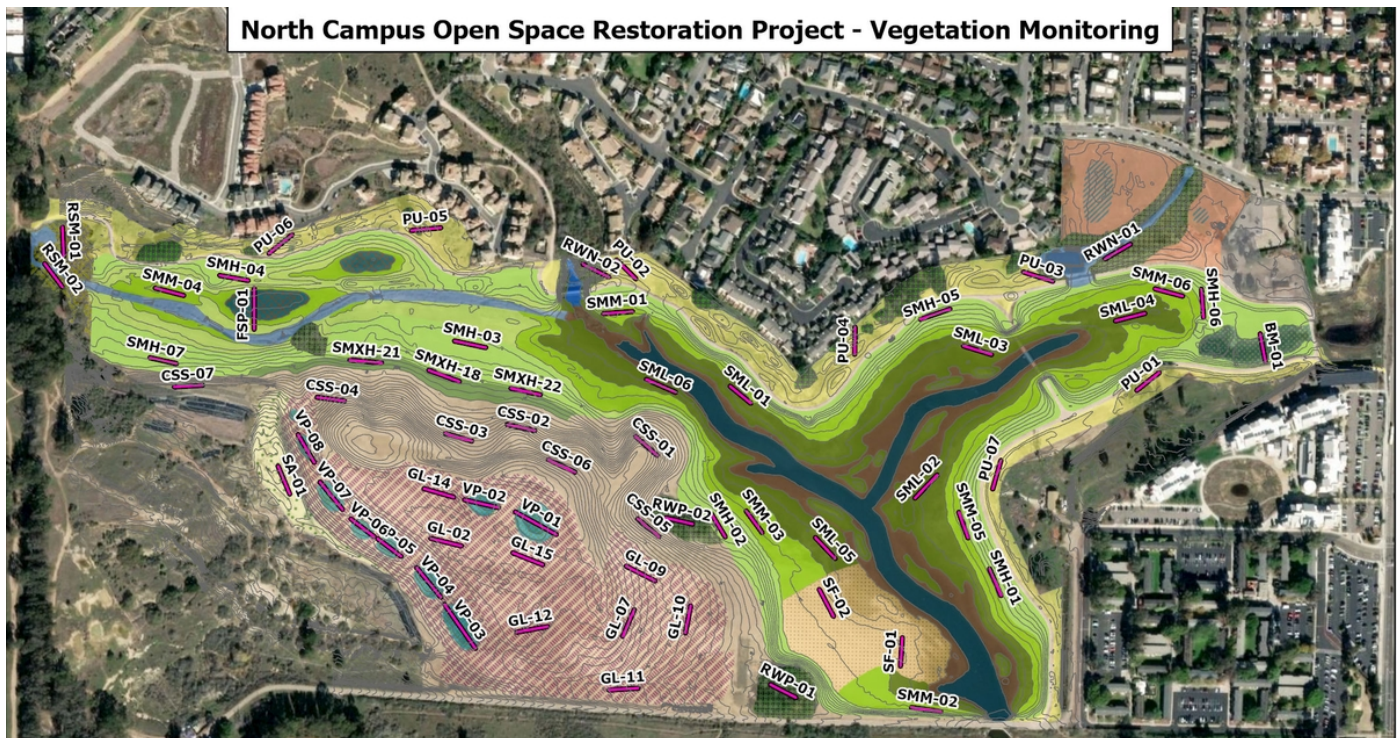 North Campus Open Space Restoration Project - Vegetation Monitoring
RSM-01
RSM-02
PU-05
PU-06
SMH-04
SMM-04
FSP-01
RWN-02
PU-02
SMM-01
RWN-01
PU-03
SMM-06
SMH-06
SML-04
SMH-05
PU-04
SML-03
BM-01
PU-01
SMH-07
CSS-07
SMXH-21
SMH-03
SMXH-18
SMXH-22
SML-06
SML-01
CSS-04
CSS-02
CSS-03
CSS-01
CSS-06
VP-08
SA-01
VP-07
GL-14
VP-02
VP-01
RWP-02
CSS-05
SMH-02
SMM-03
SML-02
PU-07
SMM-05
VP-06
P-05
GL-02
GL-15
SML-05
GL-09
VP-04
SMH-01
VP-03
GL-12
GL-07
GL-10
SF-02
SF-01
GL-11
RWP-01
SMM-02